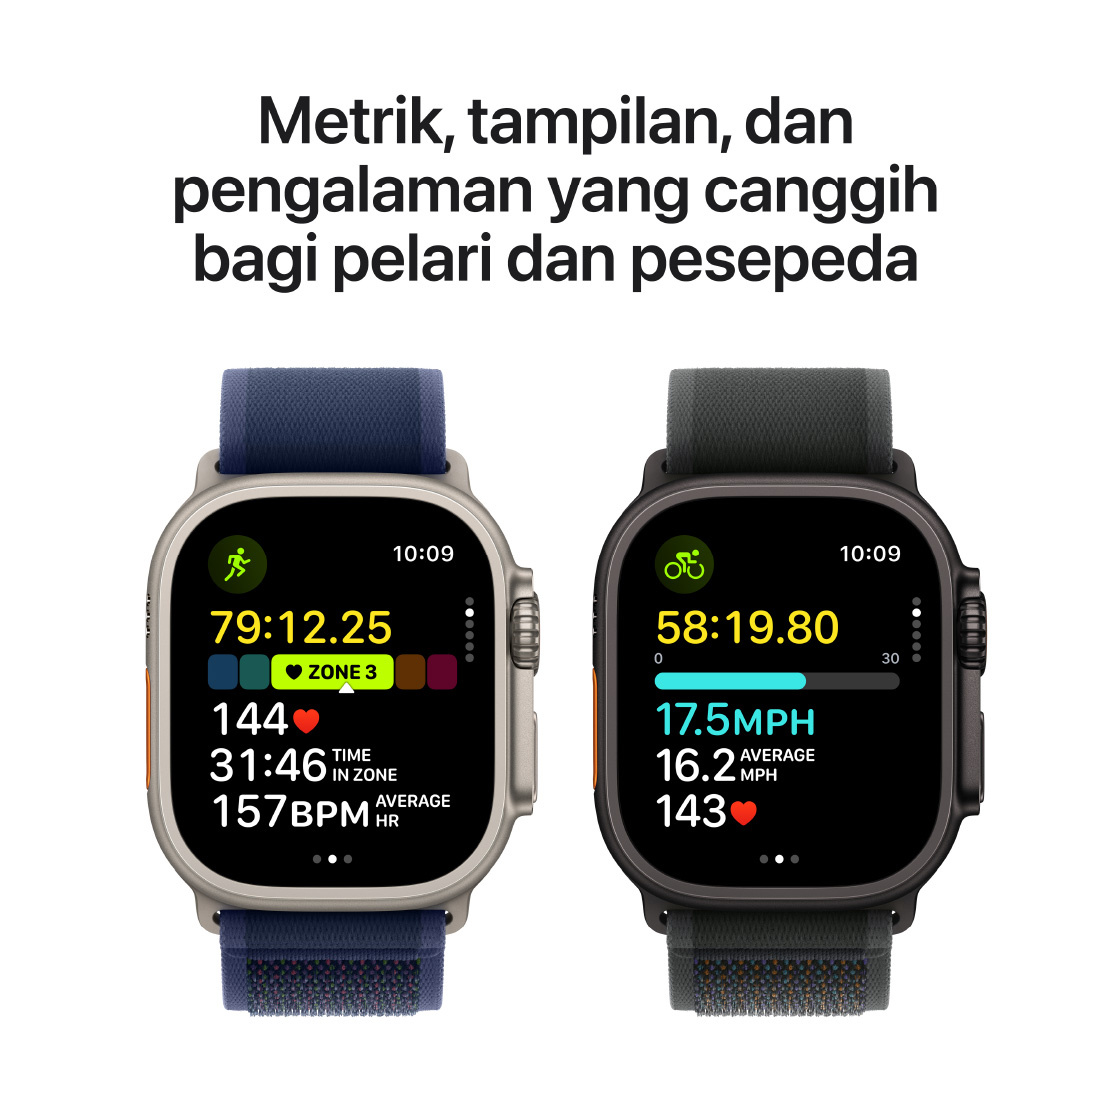 Metrik, tampilan, dan
pengalaman yang canggih
bagi pelari dan pesepeda
10:09
79:12.25
ZONE 3
144
31:46 TIME
IN ZONE
157BPM AVERAGE
HR
10:09
58:19.80
0 30
17.5MPH
16.2 AVERAGE
MPH
143